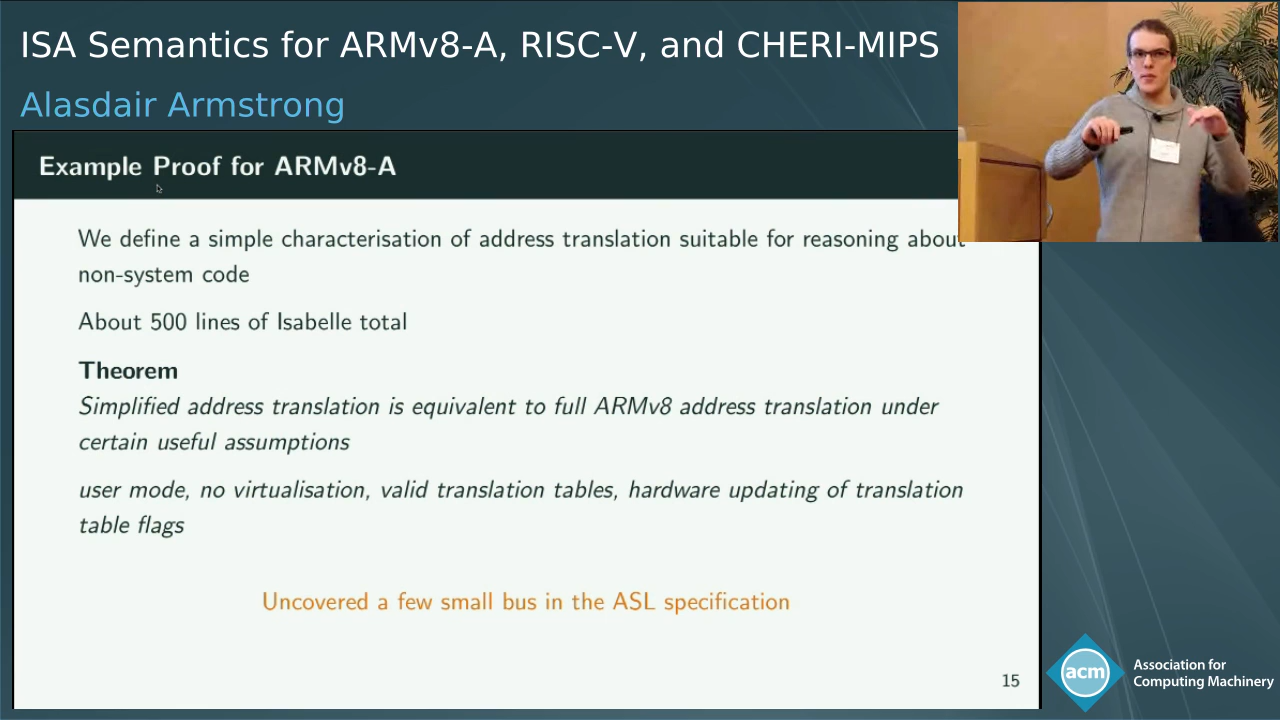 ISA Semantics for ARMv8-A, RISC-V, and CHERI-MIPS
Alasdair Armstrong
Example Proof for ARMv8-A
We define a simple characterisation of address translation suitable for reasoning about
non-system code
About 500 lines of Isabelle total
Theorem
Simplified address translation is equivalent to full ARMv8 address translation under
certain useful assumptions
user mode, no virtualisation, valid translation tables, hardware updating of translation
table flags
Uncovered a few small bus in the ASL specification
15
acm
Association for
Computing Machinery